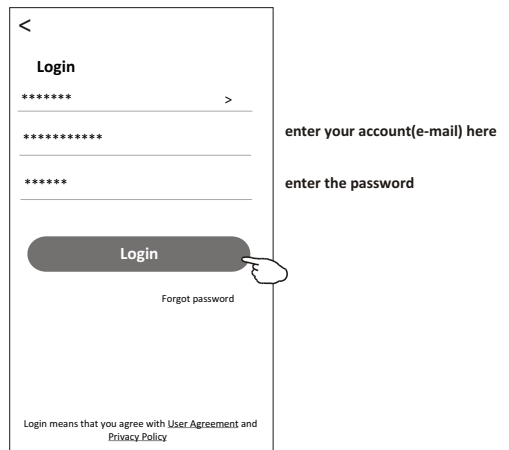 <
Login
******* >
*********** enter your account(e-mail) here
****** enter the password
Login
Forgot password
Login means that you agree with User Agreement and
Privacy Policy